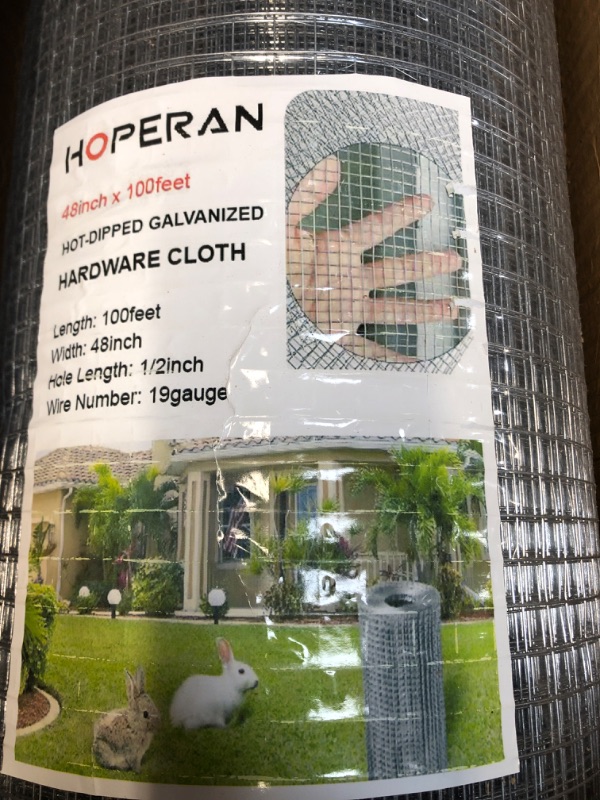 HOPERAN
48inch x 100feet
HOT-DIPPED GALVANIZED
HARDWARE CLOTH
Length: 100feet
Width: 48inch
Hole Length: 1/2inch
Wire Number: 19gauge